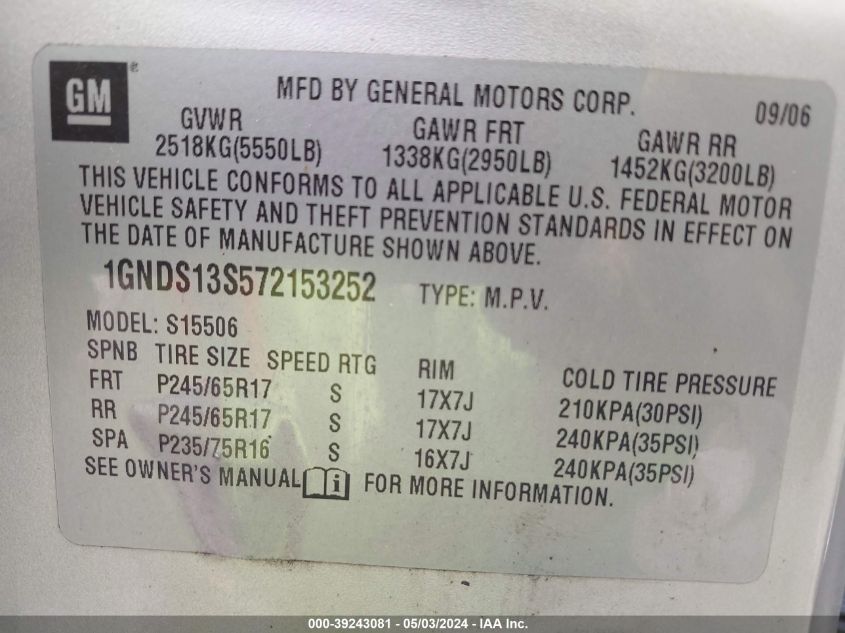 GM ®
MFD BY GENERAL MOTORS CORP. 09/06
GVWR GAWR FRT GAWR RR
2518KG(5550LB) 1338KG(2950LB) 1452KG(3200LB)
THIS VEHICLE CONFORMS TO ALL APPLICABLE U.S. FEDERAL MOTOR
VEHICLE SAFETY AND THEFT PREVENTION STANDARDS IN EFFECT ON
THE DATE OF MANUFACTURE SHOWN ABOVE.
1GNDS13S572153252 TYPE: M.P.V.
MODEL: S15506
SPNB TIRE SIZE SPEED RTG RIM COLD TIRE PRESSURE
FRT P245/65R17 S 17X7J 210KPA(30PSI)
RR P245/65R17 S 17X7J 240KPA(35PSI)
SPA P235/75R16 S 16X7J 240KPA(35PSI)
SEE OWNER'S MANUAL i FOR MORE INFORMATION.
000-39243081 - 05/03/2024 - IAA Inc.